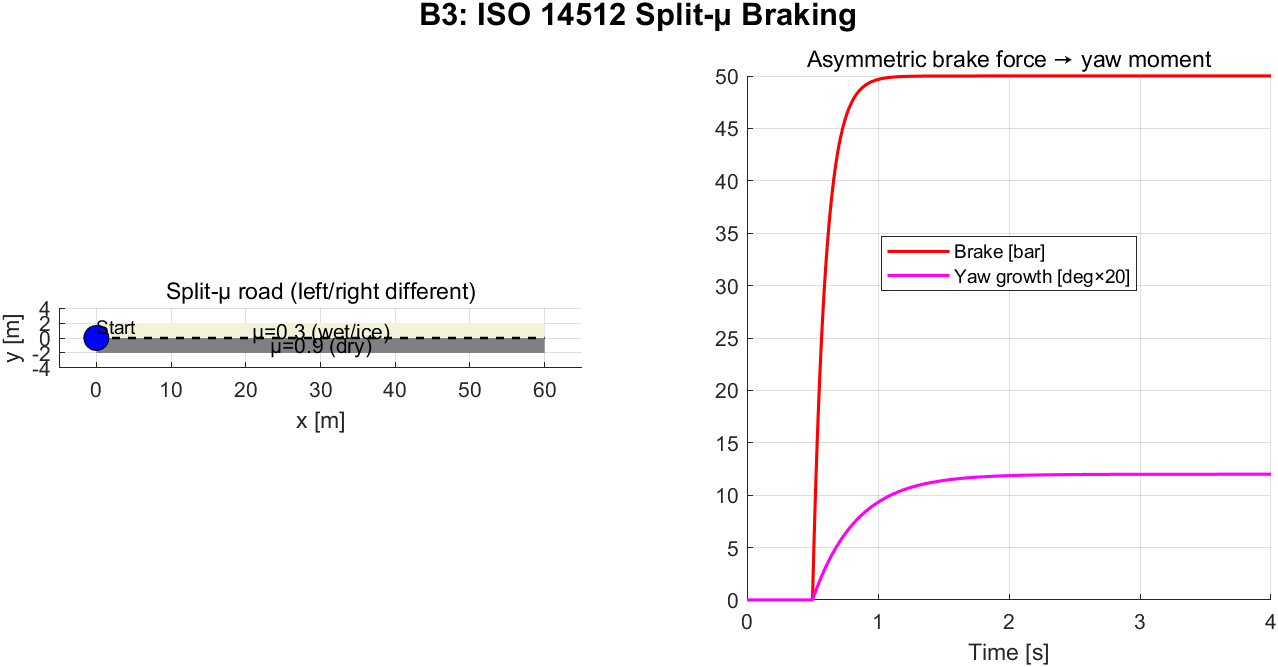 B3: ISO 14512 Split-μ Braking
Split-μ road (left/right different)
4
2
0
-2
-4
y [m]
Start
μ=0.3 (wet/ice)
μ=0.9 (dry)
0 10 20 30 40 50 60
x [m]
Asymmetric brake force → yaw moment
50
45
40
35
30
25
20
15
10
5
0
Brake [bar]
Yaw growth [deg×20]
0 1 2 3 4
Time [s]